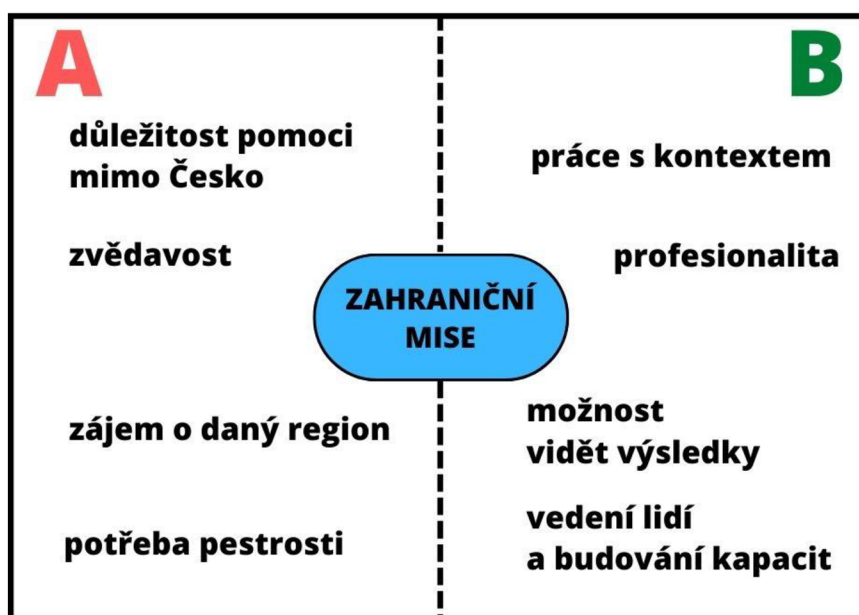 A
důležitost pomoci
mimo Česko
zvědavost
zájem o daný region
potřeba pestrosti
ZAHRANIČNÍ
MISE
B
práce s kontextem
profesionalita
možnost
vidět výsledky
vedení lidí
a budování kapacit